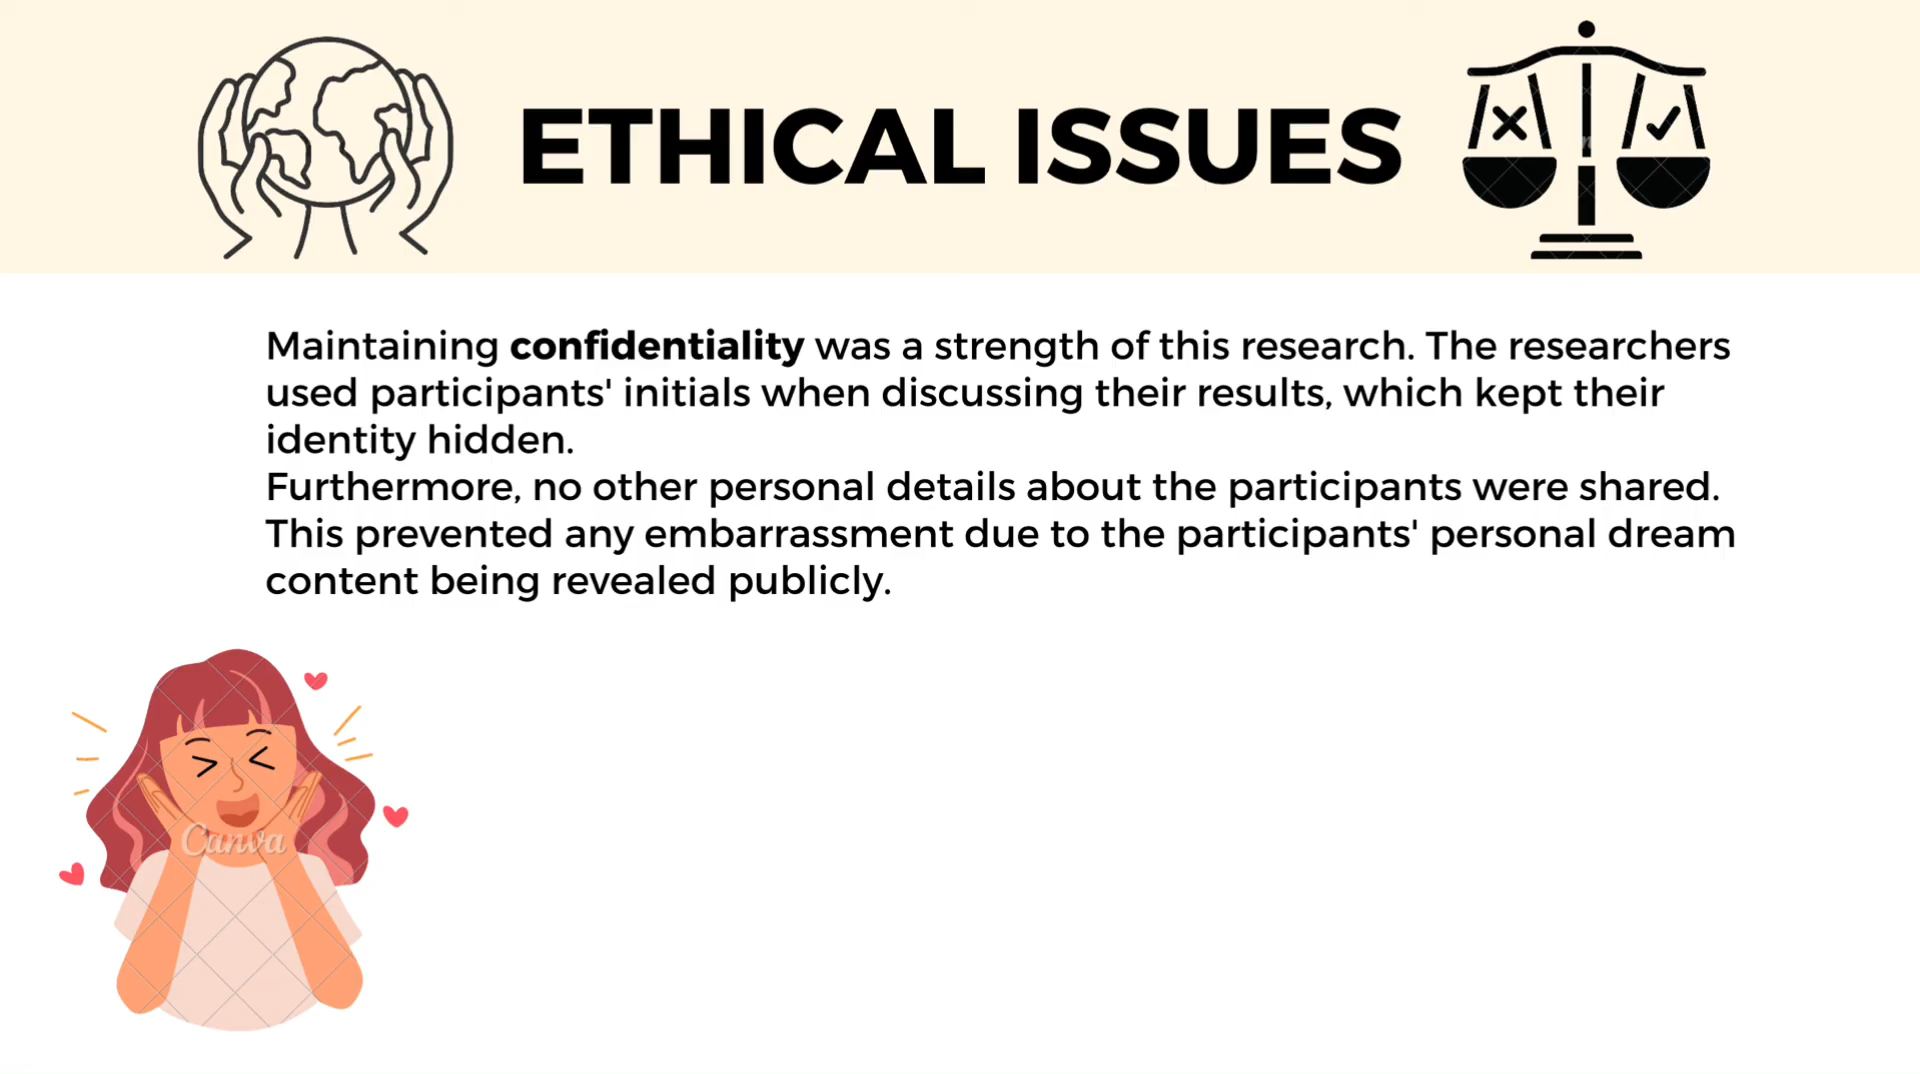 ETHICAL ISSUES
Maintaining confidentiality was a strength of this research. The researchers
used participants' initials when discussing their results, which kept their
identity hidden.
Furthermore, no other personal details about the participants were shared.
This prevented any embarrassment due to the participants' personal dream
content being revealed publicly.
Canva